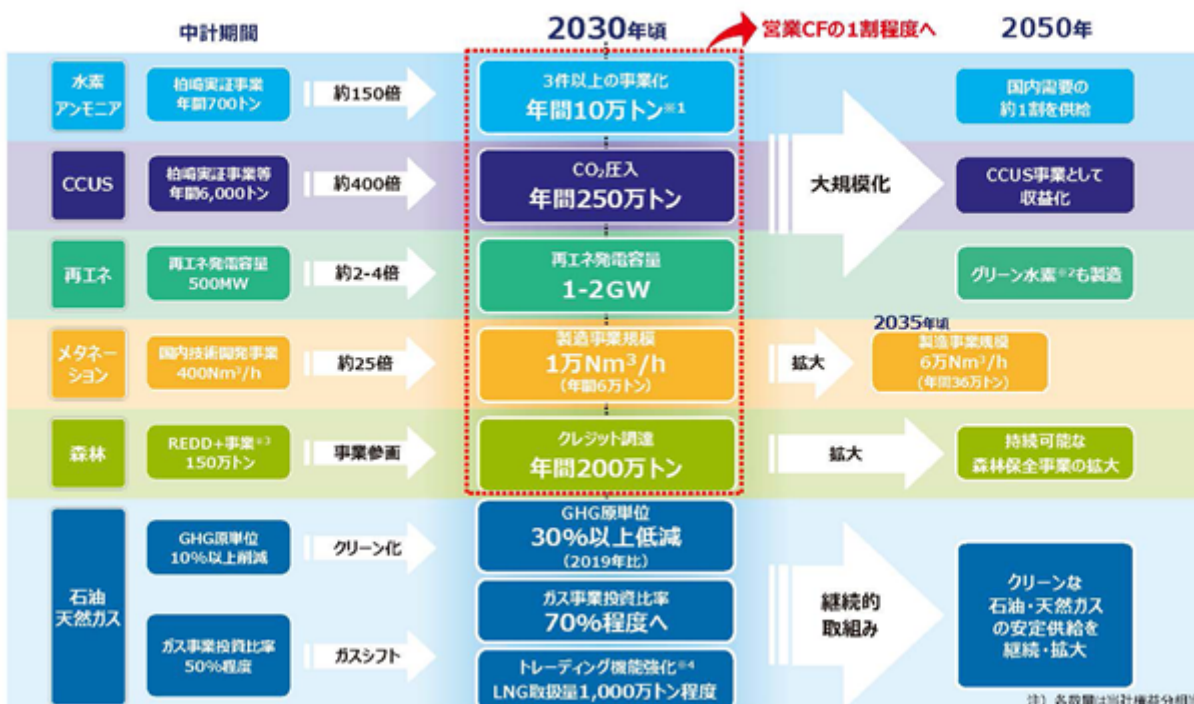 中計期間
2030年頃
営業CFの1割程度へ
2050年
水素
アンモニア
柏崎実証事業
年間700トン
約150倍
3件以上の事業化
年間10万トン※1
国内需要の
約1割を供給
CCUS
柏崎実証事業等
年間6,000トン
約400倍
CO₂圧入
年間250万トン
大規模化
CCUS事業として
収益化
再エネ
再エネ発電容量
500MW
約2-4倍
再エネ発電容量
1-2GW
グリーン水素※2も製造
メタネー
ション
国内技術開発事業
400Nm³/h
約25倍
製造事業規模
1万Nm³/h
(年間6万トン)
拡大
2035年頃
製造事業規模
6万Nm³/h
(年間36万トン)
森林
REDD+事業※3
150万トン
事業参画
クレジット調達
年間200万トン
拡大
持続可能な
森林保全事業の拡大
石油
天然ガス
GHG原単位
10%以上削減
クリーン化
GHG原単位
30%以上低減
(2019年比)
ガス事業投資比率
50%程度
ガスシフト
ガス事業投資比率
70%程度へ
トレーディング機能強化※4
LNG取扱量1,000万トン程度
継続的
取組み
クリーンな
石油・天然ガス
の安定供給を
継続・拡大
注）各数量は当社権益分相